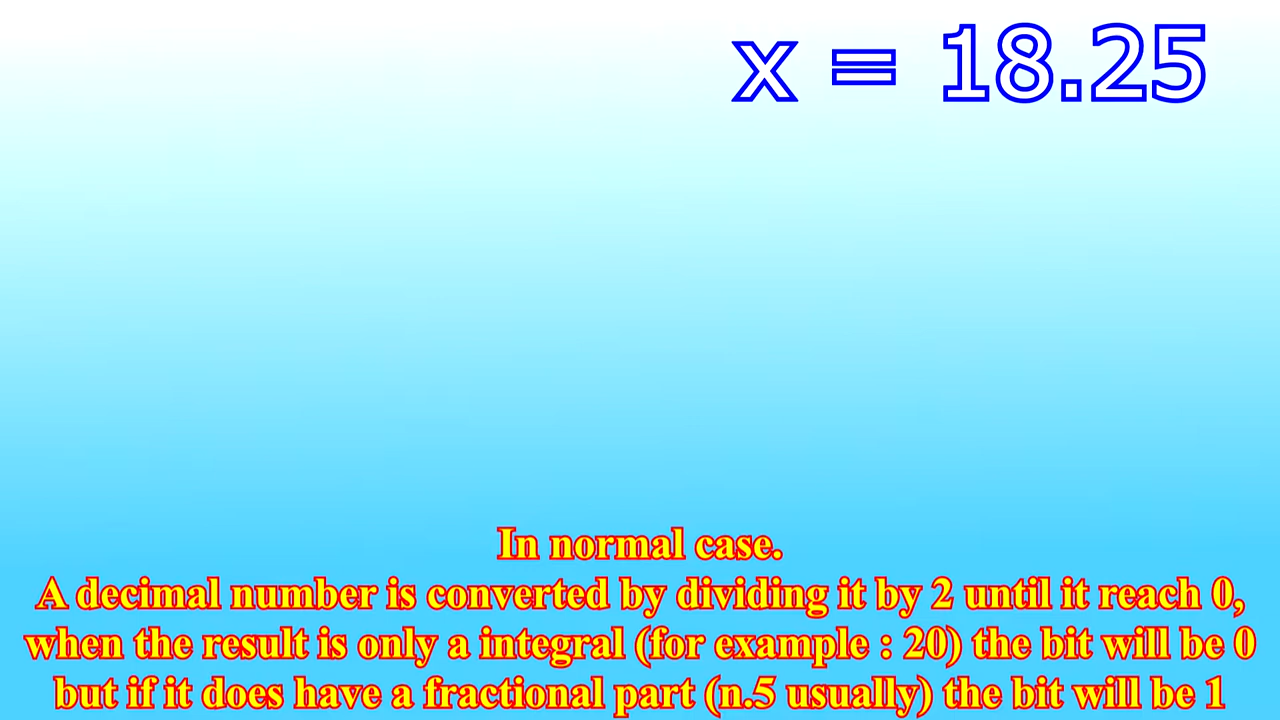 x = 18.25
In normal case.
A decimal number is converted by dividing it by 2 until it reach 0,
when the result is only a integral (for example : 20) the bit will be 0
but if it does have a fractional part (n.5 usually) the bit will be 1